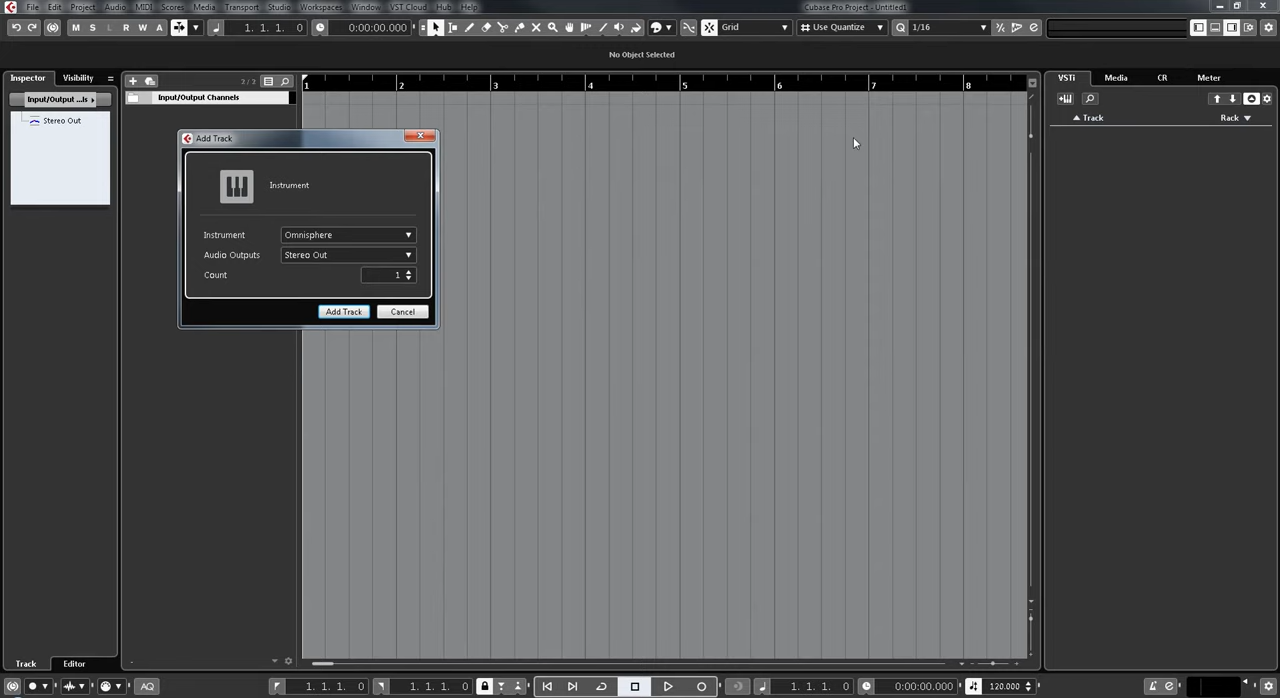 File Edit Project Audio MIDI Scores Media Transport Studio Workspaces Window VST Cloud Hub Help
Cubase Pro Project - Untitled1
M S L R W A
1. 1. 1. 0
0:00:00.000
Grid
Use Quantize
Q 1/16
No Object Selected
Inspector Visibility
2 / 2
1 2 3 4 5 6 7 8
VSTi Media CR Meter
Input/Output ...ls
Input/Output Channels
Stereo Out
Track Rack
Add Track
Instrument
Instrument Omnisphere
Audio Outputs Stereo Out
Count 1
Add Track Cancel
Track Editor
AQ
1. 1. 1. 0
1. 1. 1. 0
1. 1. 1. 0
0:00:00.000
120.000